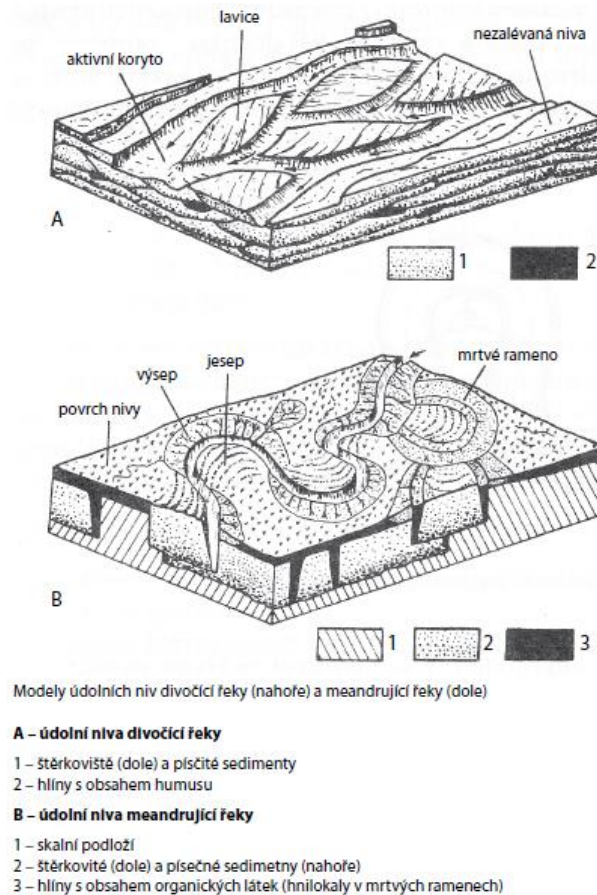 lavice
nezalévaná niva
aktivní koryto
A
1
2
jesep
mrtvé rameno
výsep
povrch nivy
B
1
2
3
Modely údolních niv divočící řeky (nahoře) a meandrující řeky (dole)
A – údolní niva divočící řeky
1 – štěrkoviště (dole) a písčité sedimenty
2 – hlíny s obsahem humusu
B – údolní niva meandrující řeky
1 – skalní podloží
2 – štěrkovité (dole) a písečné sedimetny (nahoře)
3 – hlíny s obsahem organických látek (hnilokaly v mrtvých ramenech)